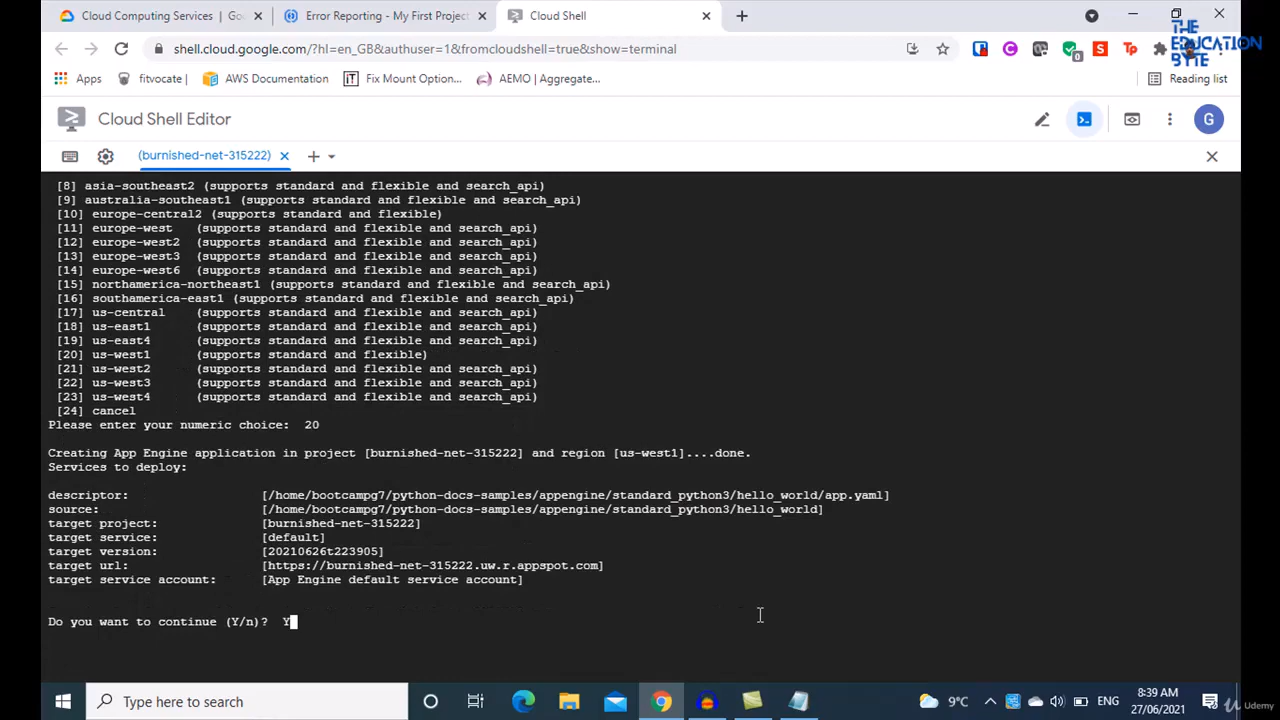 Cloud Computing Services | Go
Error Reporting - My First Project
Cloud Shell
shell.cloud.google.com/?hl=en_GB&authuser=1&fromcloudshell=true&show=terminal
THE
EDUCATION
BYTE
Apps
fitvocate
AWS Documentation
Fix Mount Option...
AEMO | Aggregate...
Reading list
Cloud Shell Editor
G
(burnished-net-315222)
[8] asia-southeast2 (supports standard and flexible and search_api)
[9] australia-southeast1 (supports standard and flexible and search_api)
[10] europe-central2 (supports standard and flexible)
[11] europe-west (supports standard and flexible and search_api)
[12] europe-west2 (supports standard and flexible and search_api)
[13] europe-west3 (supports standard and flexible and search_api)
[14] europe-west6 (supports standard and flexible and search_api)
[15] northamerica-northeast1 (supports standard and flexible and search_api)
[16] southamerica-east1 (supports standard and flexible and search_api)
[17] us-central (supports standard and flexible and search_api)
[18] us-east1 (supports standard and flexible and search_api)
[19] us-east4 (supports standard and flexible and search_api)
[20] us-west1 (supports standard and flexible)
[21] us-west2 (supports standard and flexible and search_api)
[22] us-west3 (supports standard and flexible and search_api)
[23] us-west4 (supports standard and flexible and search_api)
[24] cancel
Please enter your numeric choice: 20
Creating App Engine application in project [burnished-net-315222] and region [us-west1]....done.
Services to deploy:
descriptor: [/home/bootcampg7/python-docs-samples/appengine/standard_python3/hello_world/app.yaml]
source: [/home/bootcampg7/python-docs-samples/appengine/standard_python3/hello_world]
target project: [burnished-net-315222]
target service: [default]
target version: [20210626t223905]
target url: [https://burnished-net-315222.uw.r.appspot.com]
target service account: [App Engine default service account]
Do you want to continue (Y/n)? Y
Type here to search
9°C
ENG
8:39 AM
27/06/2021
Udemy